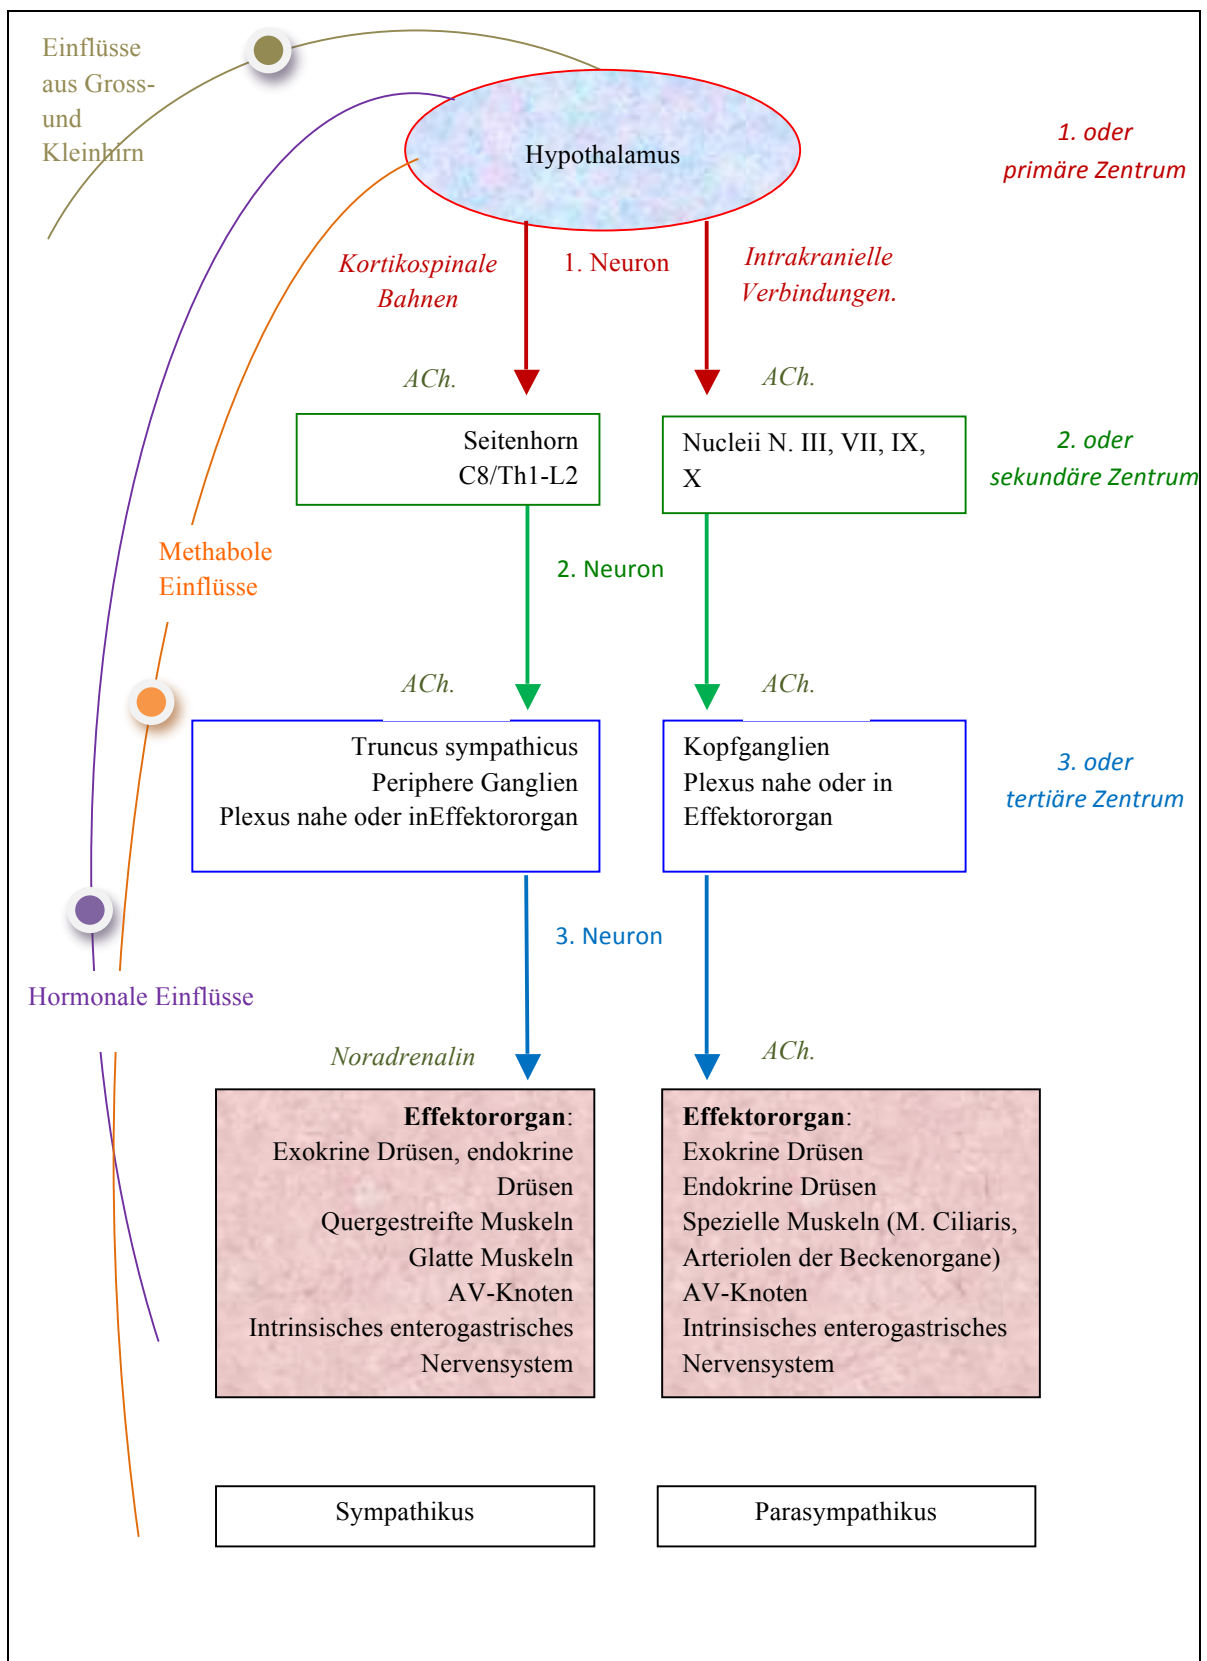 Einflüsse
aus Gross-
und
Kleinhirn
Hypothalamus
1. oder
primäre Zentrum
Kortikospinale
Bahnen
1. Neuron
Intrakranielle
Verbindungen.
ACh.
ACh.
Seitenhorn
C8/Th1-L2
Nucleii N. III, VII, IX,
X
2. oder
sekundäre Zentrum
Methabole
Einflüsse
2. Neuron
ACh.
ACh.
Truncus sympathicus
Periphere Ganglien
Plexus nahe oder inEffektororgan
Kopfganglien
Plexus nahe oder in
Effektororgan
3. oder
tertiäre Zentrum
3. Neuron
Hormonale Einflüsse
Noradrenalin
ACh.
Effektororgan:
Exokrine Drüsen, endokrine
Drüsen
Quergestreifte Muskeln
Glatte Muskeln
AV-Knoten
Intrinsisches enterogastrisches
Nervensystem
Effektororgan:
Exokrine Drüsen
Endokrine Drüsen
Spezielle Muskeln (M. Ciliaris,
Arteriolen der Beckenorgane)
AV-Knoten
Intrinsisches enterogastrisches
Nervensystem
Sympathikus
Parasympathikus